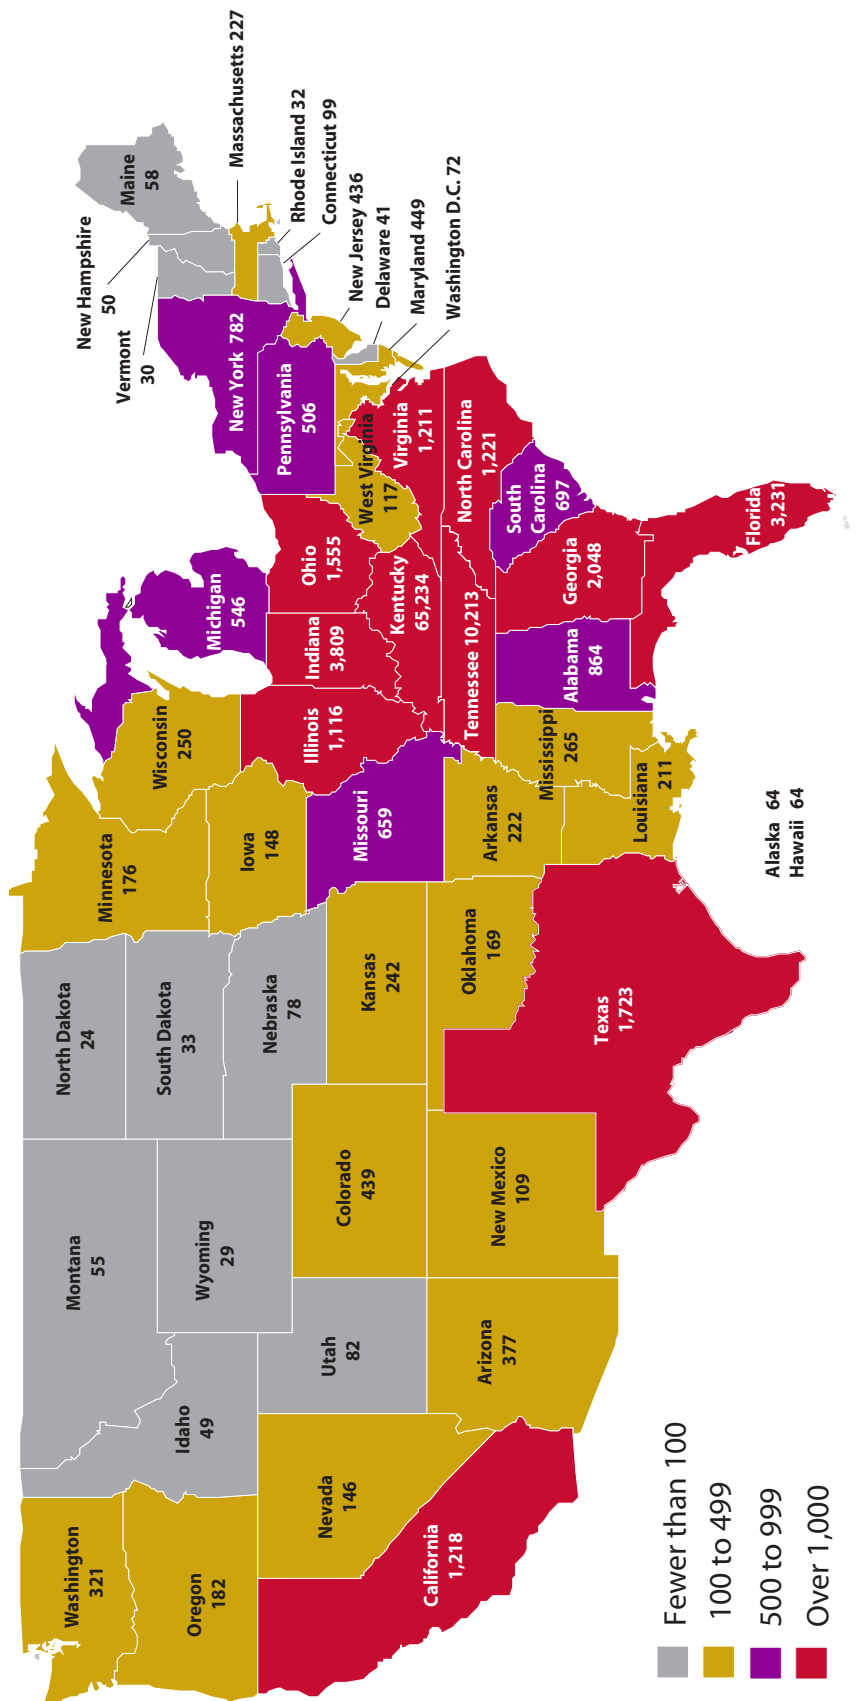 Washington
321
Oregon
182
California
1,218
Nevada
146
Idaho
49
Montana
55
Wyoming
29
Utah
82
Arizona
377
Colorado
439
New Mexico
109
North Dakota
24
South Dakota
33
Nebraska
78
Kansas
242
Oklahoma
169
Texas
1,723
Minnesota
176
Iowa
148
Missouri
659
Arkansas
222
Louisiana
211
Wisconsin
250
Illinois
1,116
Mississippi
265
Michigan
546
Indiana
3,809
Ohio
1,555
Kentucky
65,234
Tennessee 10,213
Alabama
864
Georgia
2,048
Florida
3,231
South
Carolina
697
North Carolina
1,221
Virginia
1,211
West Virginia
117
Pennsylvania
506
New York 782
Vermont
30
New Hampshire
50
Maine
58
Massachusetts 227
Rhode Island 32
Connecticut 99
New Jersey 436
Delaware 41
Maryland 449
Washington D.C. 72
Alaska 64
Hawaii 64
Fewer than 100
100 to 499
500 to 999
Over 1,000